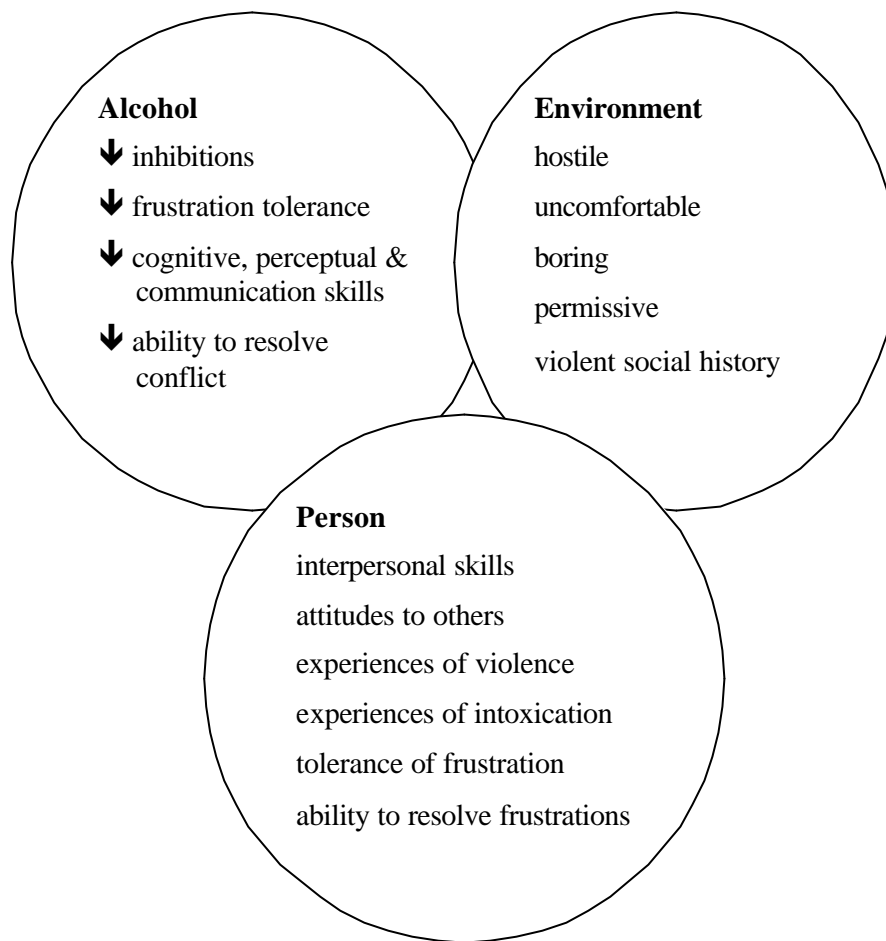 Alcohol
🡻 inhibitions
🡻 frustration tolerance
🡻 cognitive, perceptual &
communication skills
🡻 ability to resolve
conflict
Environment
hostile
uncomfortable
boring
permissive
violent social history
Person
interpersonal skills
attitudes to others
experiences of violence
experiences of intoxication
tolerance of frustration
ability to resolve frustrations